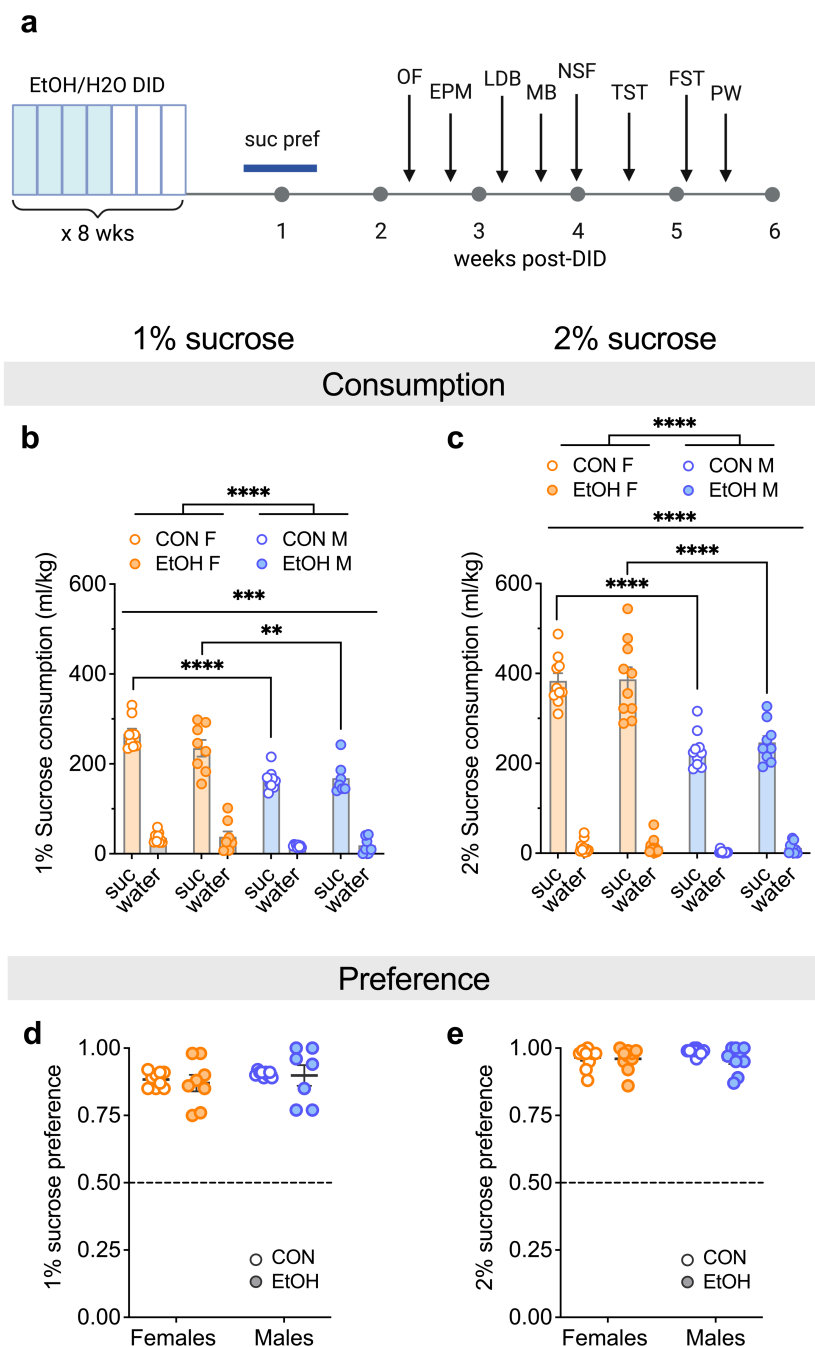 a
EtOH/H2O DID
suc pref
OF
EPM
LDB
MB
NSF
TST
FST
PW
x 8 wks
1
2
3
4
5
6
weeks post-DID
1% sucrose
2% sucrose
Consumption
b
****
CON F
CON M
EtOH F
EtOH M
***
**
****
1% Sucrose consumption (ml/kg)
600
400
200
0
suc
water
suc
water
suc
water
suc
water
c
****
CON F
CON M
EtOH F
EtOH M
****
****
****
2% Sucrose consumption (ml/kg)
600
400
200
0
suc
water
suc
water
suc
water
suc
water
Preference
d
1% sucrose preference
1.00
0.75
0.50
0.25
0.00
CON
EtOH
Females
Males
e
2% sucrose preference
1.00
0.75
0.50
0.25
0.00
CON
EtOH
Females
Males